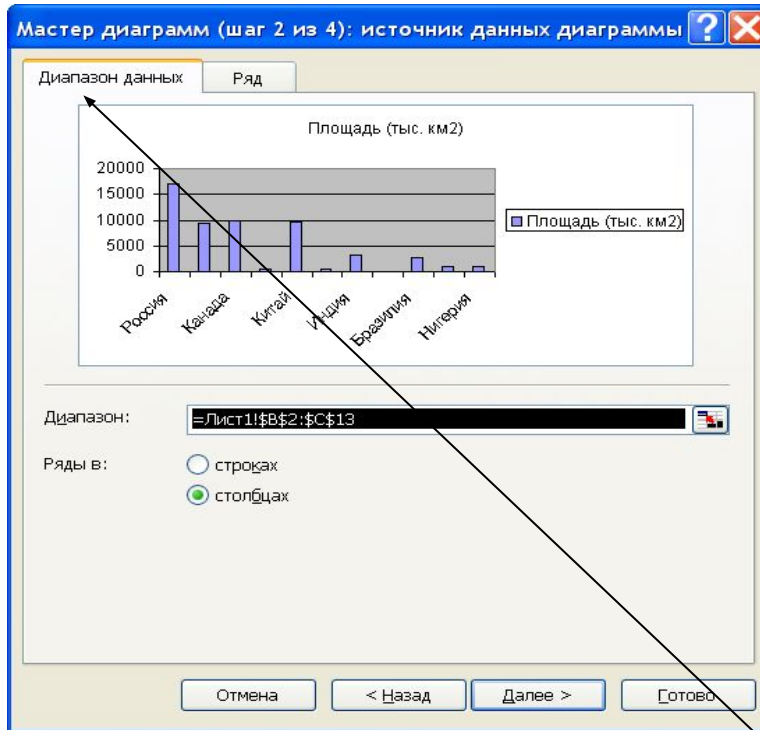 Мастер диаграмм (шаг 2 из 4): источник данных диаграммы
Диапазон данных
Ряд
Площадь (тыс. км2)
20000
15000
10000
5000
0
Площадь (тыс. км2)
Россия
Канада
Китай
Индия
Бразилия
Нигерия
Диапазон:
=Лист1!$B$2:$C$13
Ряды в:
строках
столбцах
Отмена
< Назад
Далее >
Готово